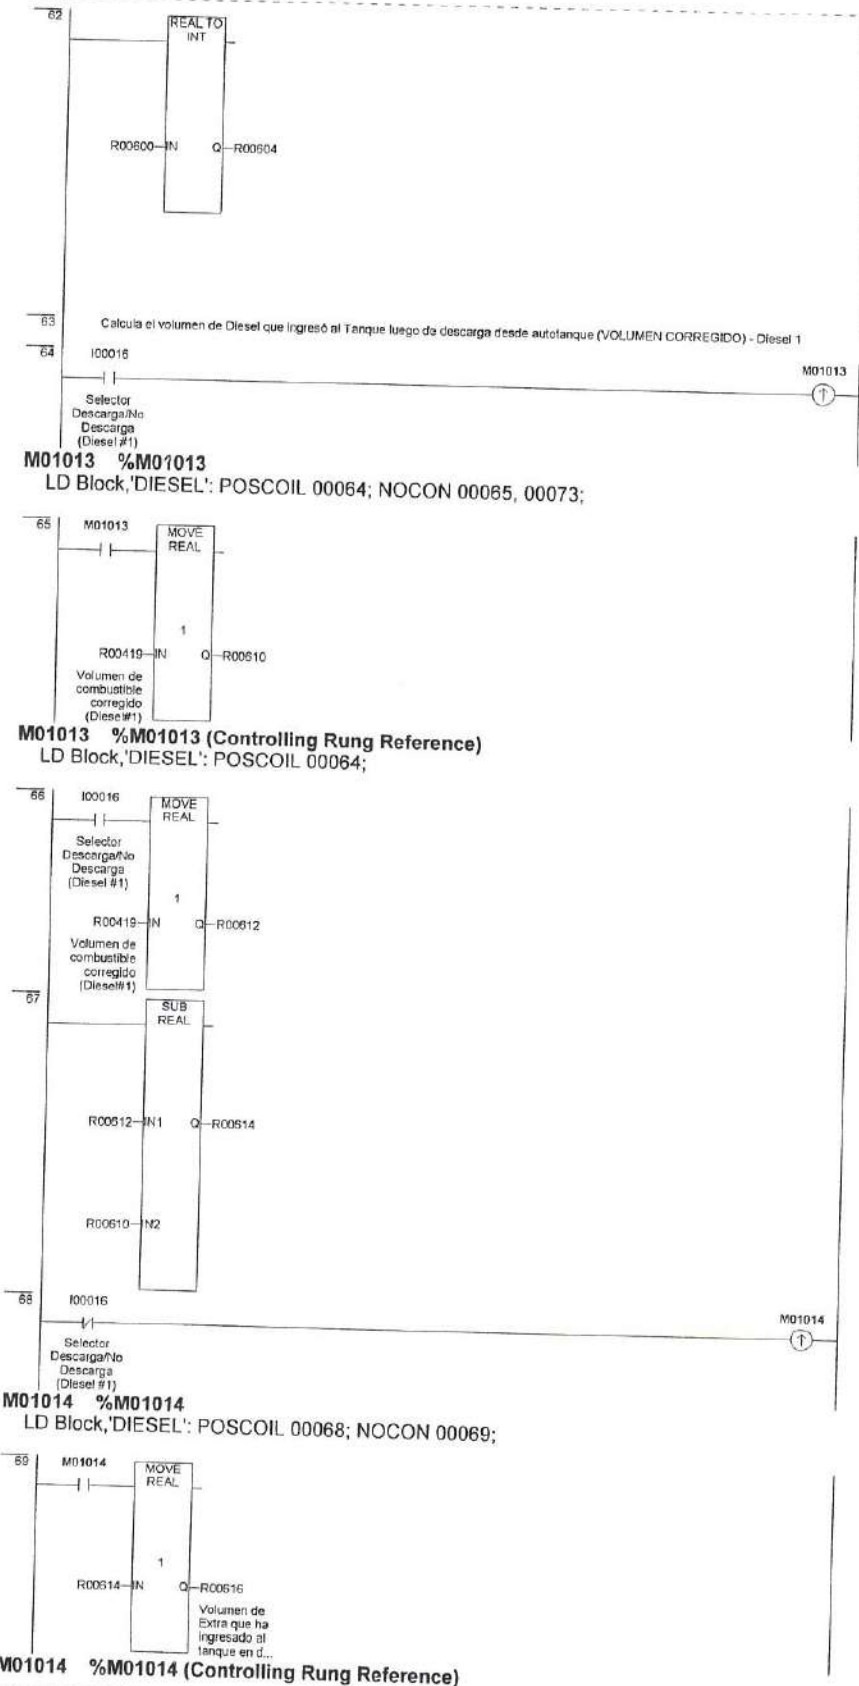 62
REAL TO
INT
R00600 IN Q R00604
63 Calcula el volumen de Diesel que ingresó al Tanque luego de descarga desde autotanque (VOLUMEN CORREGIDO) - Diesel 1
64 I00016
M01013
Selector
Descarga/No
Descarga
(Diesel #1)
M01013 %M01013
LD Block,'DIESEL': POSCOIL 00064; NOCON 00065, 00073;
65 M01013
MOVE
REAL
1
R00419 IN Q R00610
Volumen de
combustible
corregido
(Diesel#1)
M01013 %M01013 (Controlling Rung Reference)
LD Block,'DIESEL': POSCOIL 00064;
66 I00016
MOVE
REAL
Selector
Descarga/No
Descarga
(Diesel #1)
1
R00419 IN Q R00612
Volumen de
combustible
corregido
(Diesel#1)
67
SUB
REAL
R00612 IN1 Q R00614
R00610 IN2
68 I00016
M01014
Selector
Descarga/No
Descarga
(Diesel #1)
M01014 %M01014
LD Block,'DIESEL': POSCOIL 00068; NOCON 00069;
69 M01014
MOVE
REAL
1
R00614 IN Q R00616
Volumen de
Extra que ha
ingresado al
tanque en d...
M01014 %M01014 (Controlling Rung Reference)